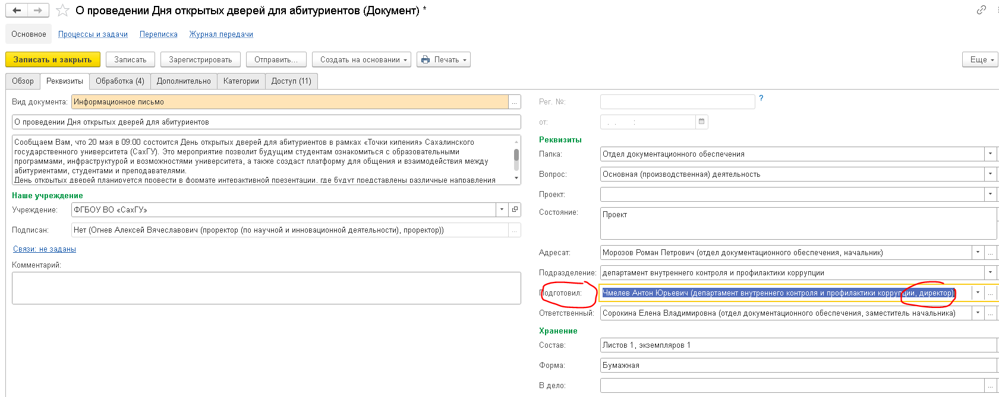 О проведении Дня открытых дверей для абитуриентов (Документ) *
Основное Процессы и задачи Переписка Журнал передачи
Записать и закрыть Записать Зарегистрировать Отправить... Создать на основании Печать Еще
Обзор Реквизиты Обработка (4) Дополнительно Категории Доступ (11)
Вид документа: Информационное письмо ...
О проведении Дня открытых дверей для абитуриентов
Сообщаем Вам, что 20 мая в 09:00 состоится День открытых дверей для абитуриентов в рамках «Точки кипения» Сахалинского
государственного университета (СахГУ). Это мероприятие позволит будущим студентам ознакомиться с образовательными
программами, инфраструктурой и возможностями университета, а также создаст платформу для общения и взаимодействия между
абитуриентами, студентами и преподавателями.
День открытых дверей планируется провести в формате интерактивной презентации, где будут представлены различные направления
Наше учреждение
Учреждение: ФГБОУ ВО «СахГУ»
Подписан: Нет (Огнев Алексей Вячеславович (проректор (по научной и инновационной деятельности), проректор)) ...
Связи: не заданы
Комментарий:
Рег. №: ?
от: . . :
Реквизиты
Папка: Отдел документационного обеспечения
Вопрос: Основная (производственная) деятельность
Проект:
Состояние: Проект
Адресат: Морозов Роман Петрович (отдел документационного обеспечения, начальник) ...
Подразделение: департамент внутреннего контроля и профилактики коррупции
Подготовил: Чмелев Антон Юрьевич (департамент внутреннего контроля и профилактики коррупции, директор) ...
Ответственный: Сорокина Елена Владимировна (отдел документационного обеспечения, заместитель начальника) ...
Хранение
Состав: Листов 1, экземпляров 1
Форма: Бумажная
В дело: ...